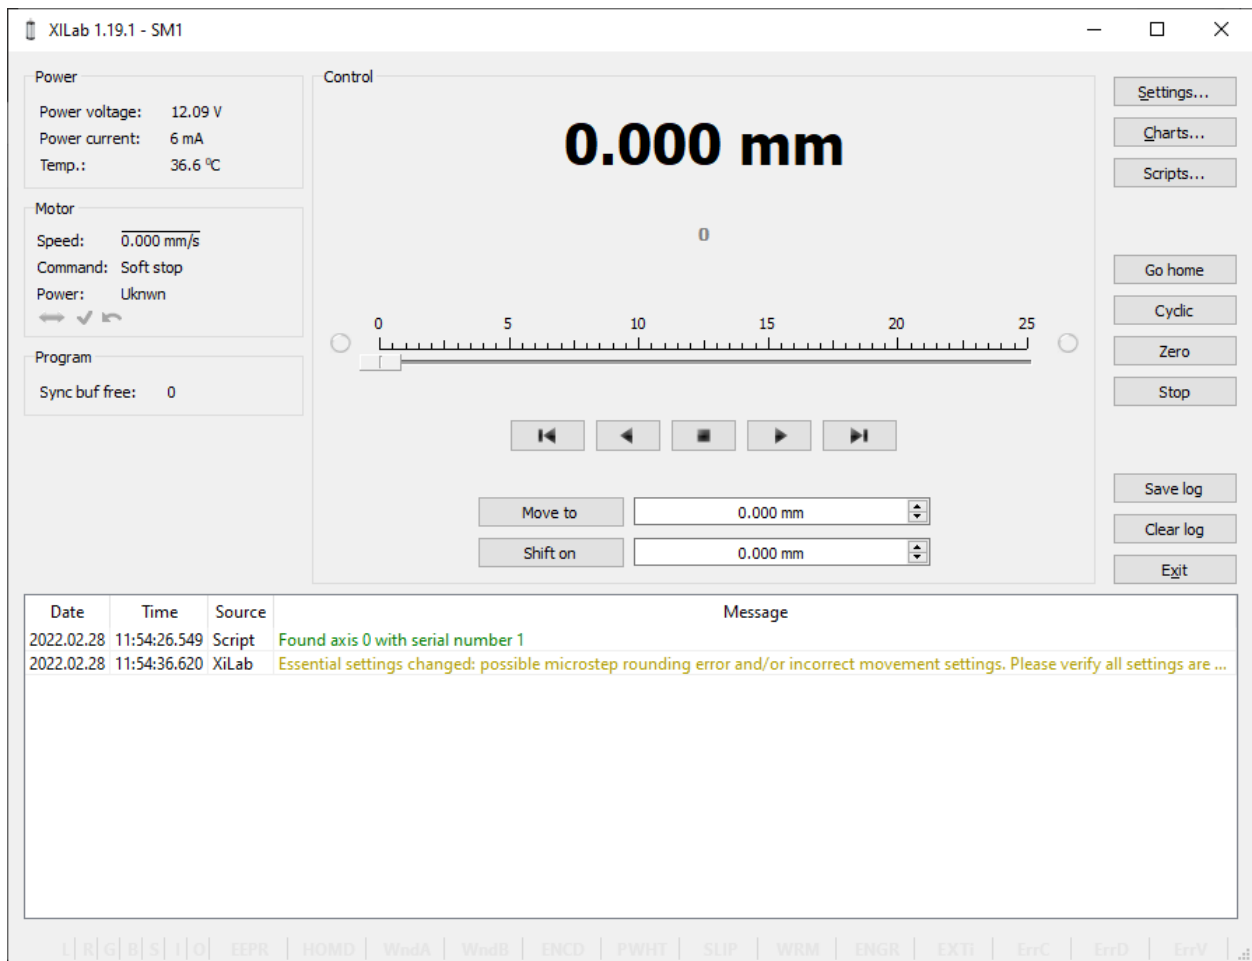 XILab 1.19.1 - SM1
Power
Power voltage: 12.09 V
Power current: 6 mA
Temp.: 36.6 ºC
Motor
Speed: 0.000 mm/s
Command: Soft stop
Power: Uknwn
Program
Sync buf free: 0
Control
0.000 mm
0
0 5 10 15 20 25
Move to 0.000 mm
Shift on 0.000 mm
Settings...
Charts...
Scripts...
Go home
Cyclic
Zero
Stop
Save log
Clear log
Exit
Date Time Source Message
2022.02.28 11:54:26.549 Script Found axis 0 with serial number 1
2022.02.28 11:54:36.620 XiLab Essential settings changed: possible microstep rounding error and/or incorrect movement settings. Please verify all settings are ...
L R G B S I O EEPR HOMD WndA WndB ENCD PWHT SLIP WRM ENGR EXTi ErrC ErrD ErrV